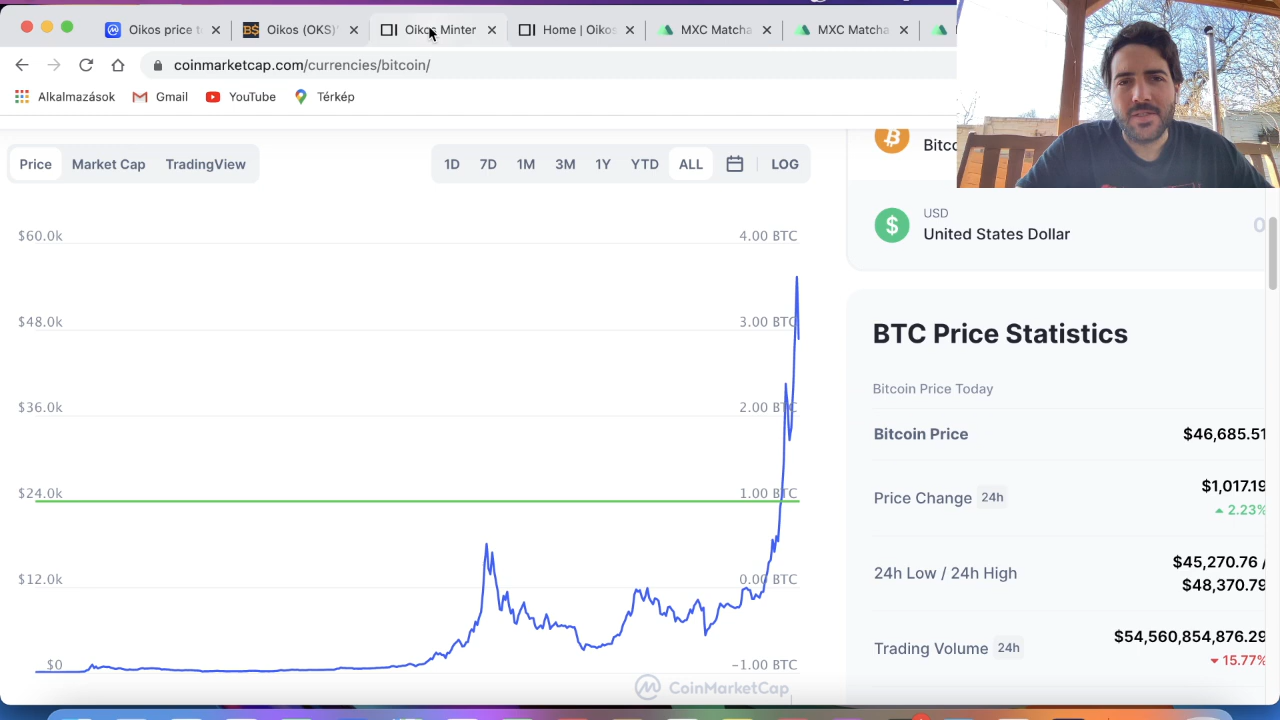 Oikos price t
Oikos (OKS)
Oikos Minter
Home | Oikos
MXC Matcha
MXC Matcha
coinmarketcap.com/currencies/bitcoin/
Alkalmazások
Gmail
YouTube
Térkép
Price
Market Cap
TradingView
1D
7D
1M
3M
1Y
YTD
ALL
LOG
$60.0k
4.00 BTC
$48.0k
3.00 BTC
$36.0k
2.00 BTC
$24.0k
1.00 BTC
$12.0k
0.00 BTC
$0
-1.00 BTC
CoinMarketCap
Bitc
USD
United States Dollar
0
BTC Price Statistics
Bitcoin Price Today
Bitcoin Price
$46,685.51
Price Change 24h
$1,017.19
2.23%
24h Low / 24h High
$45,270.76 /
$48,370.79
Trading Volume 24h
$54,560,854,876.29
15.77%